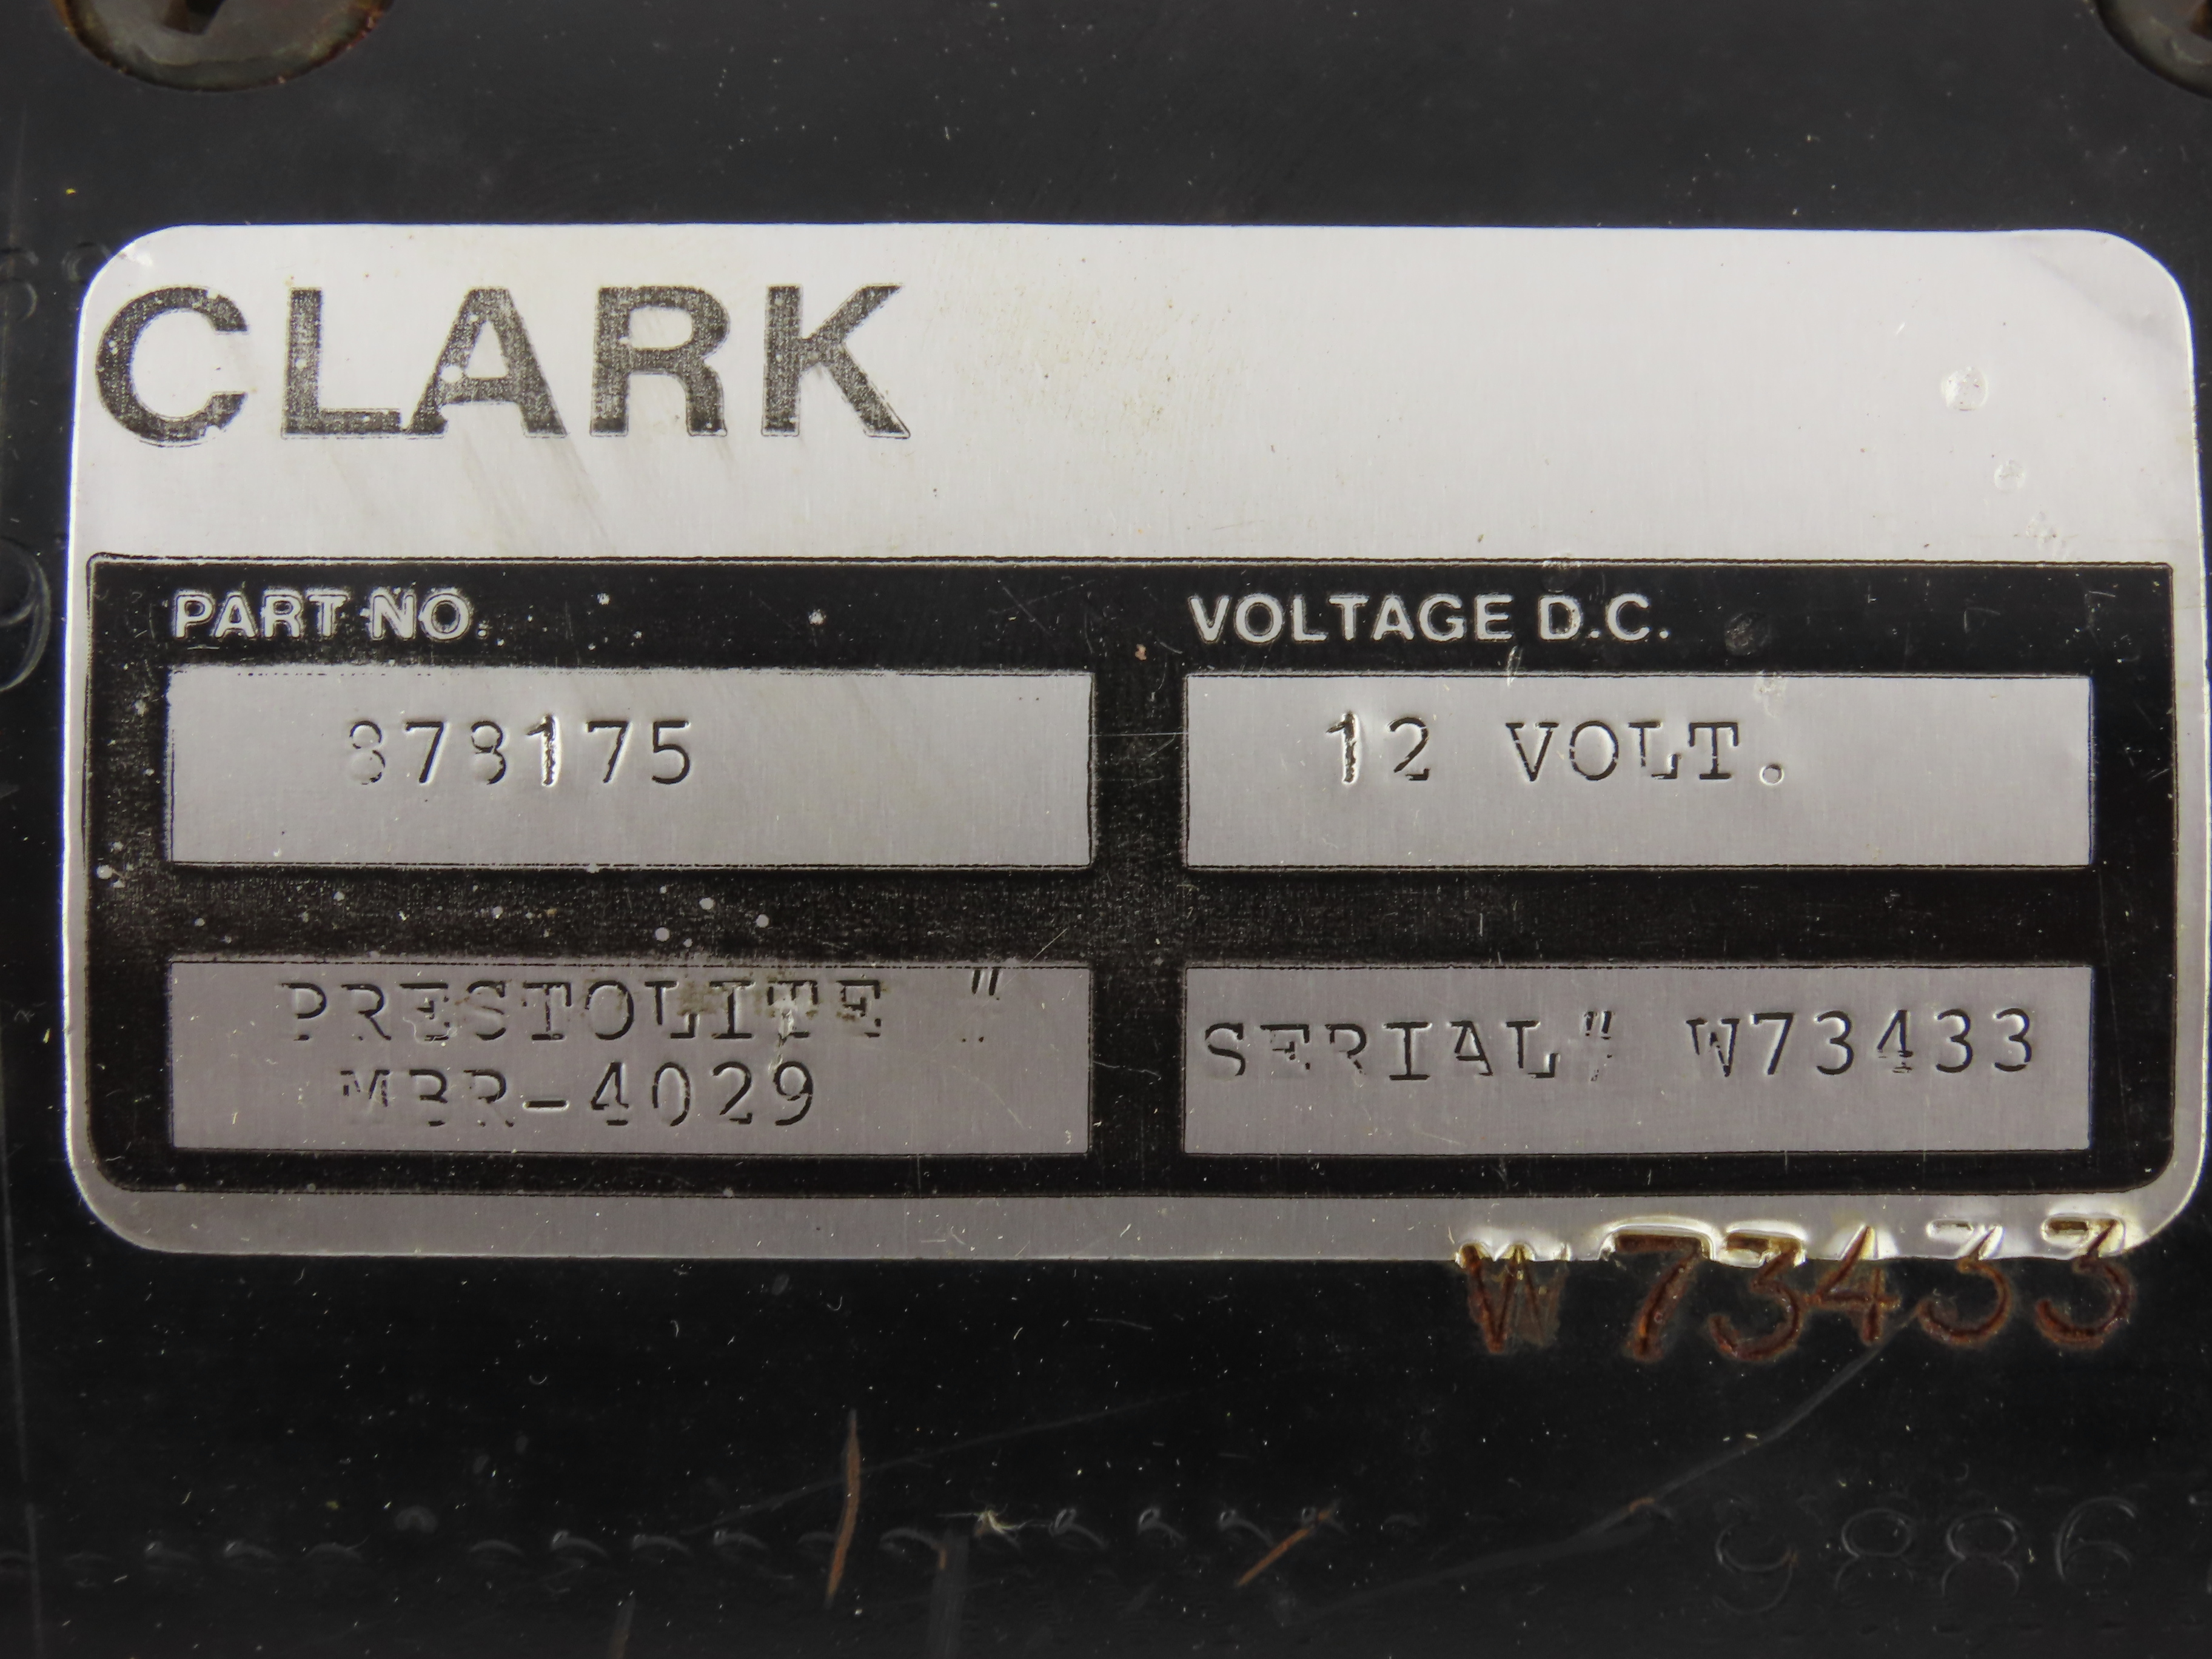 CLARK
PART NO.
VOLTAGE D.C.
878175
12 VOLT.
PRESTOLITE "
MBR-4029
SERIAL" W73433
W73433